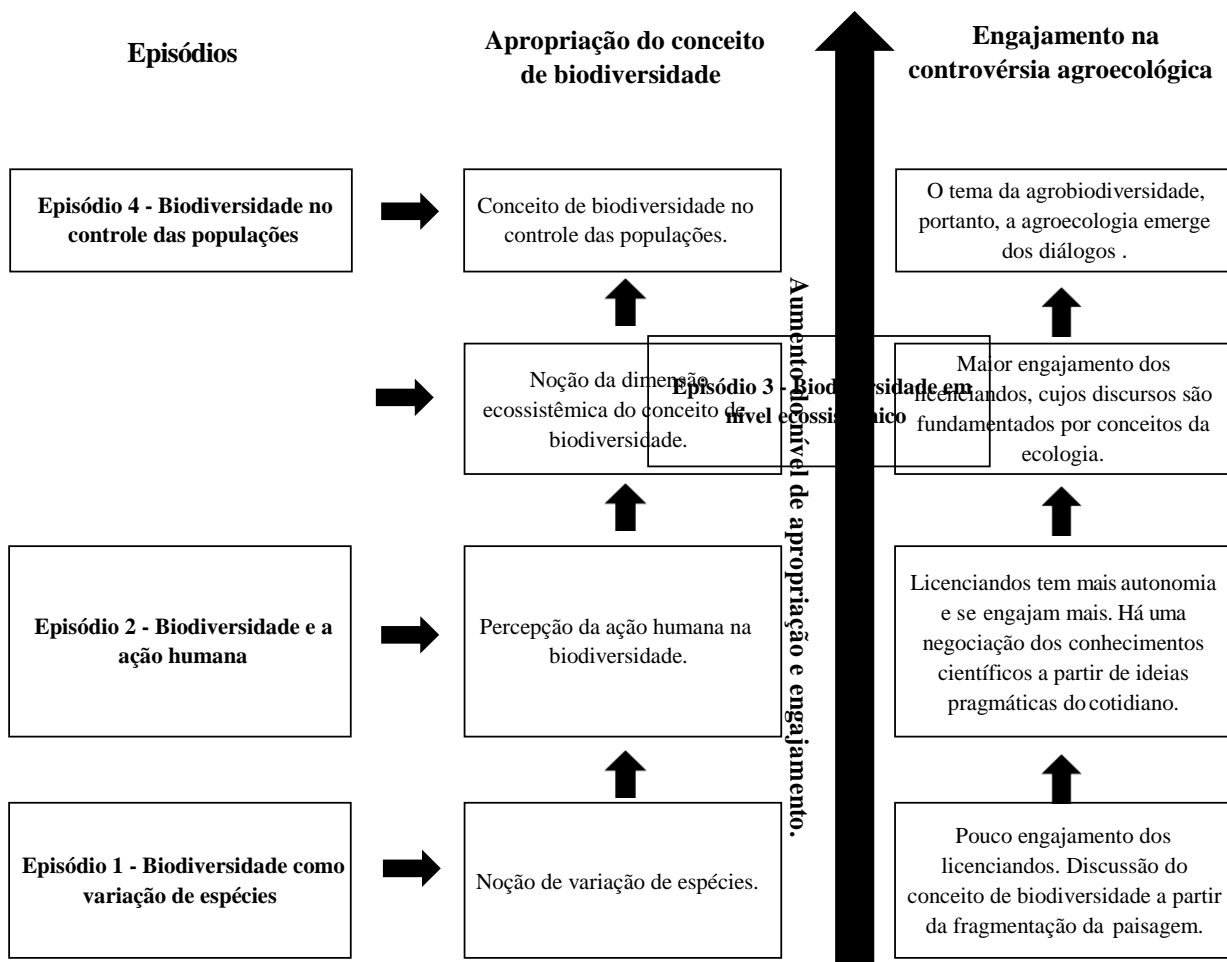 Episódios
Apropriação do conceito
de biodiversidade
Engajamento na
controvérsia agroecológica
Episódio 4 - Biodiversidade no
controle das populações
Conceito de biodiversidade no
controle das populações.
O tema da agrobiodiversidade,
portanto, a agroecologia emerge
dos diálogos .
Episódio 3 - Biodiversidade em
nível ecossistêmico
Noção da dimensão
ecossistêmica do conceito de
biodiversidade.
Maior engajamento dos
licenciandos, cujos discursos são
fundamentados por conceitos da
ecologia.
Episódio 2 - Biodiversidade e a
ação humana
Percepção da ação humana na
biodiversidade.
Licenciandos tem mais autonomia
e se engajam mais. Há uma
negociação dos conhecimentos
científicos a partir de ideias
pragmáticas do cotidiano.
Episódio 1 - Biodiversidade como
variação de espécies
Noção de variação de espécies.
Pouco engajamento dos
licenciandos. Discussão do
conceito de biodiversidade a partir
da fragmentação da paisagem.
Aumento do nível de apropriação e engajamento.